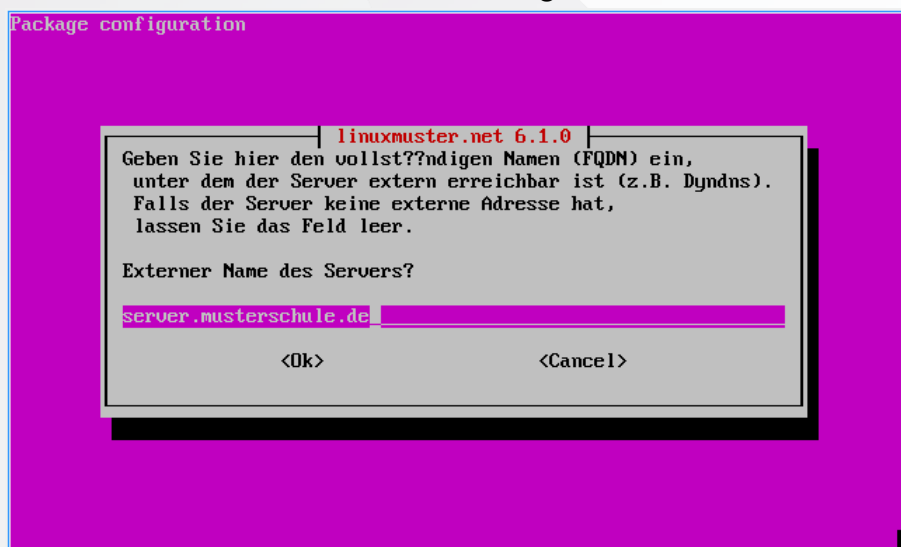 Package configuration
linuxmuster.net 6.1.0
Geben Sie hier den vollst??ndigen Namen (FQDN) ein,
unter dem der Server extern erreichbar ist (z.B. Dyndns).
Falls der Server keine externe Adresse hat,
lassen Sie das Feld leer.
Externer Name des Servers?
server.musterschule.de
<Ok> <Cancel>